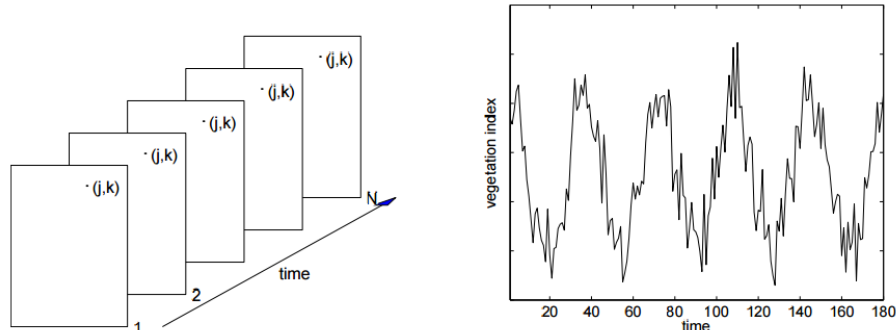 (j,k)
(j,k)
(j,k)
(j,k)
(j,k)
N
time
2
1
vegetation index
20 40 60 80 100 120 140 160 180
time